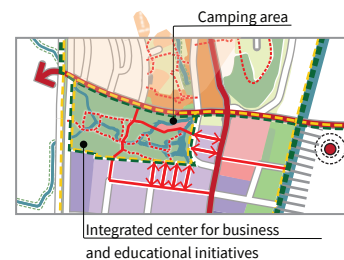 Camping area
Integrated center for business
and educational initiatives